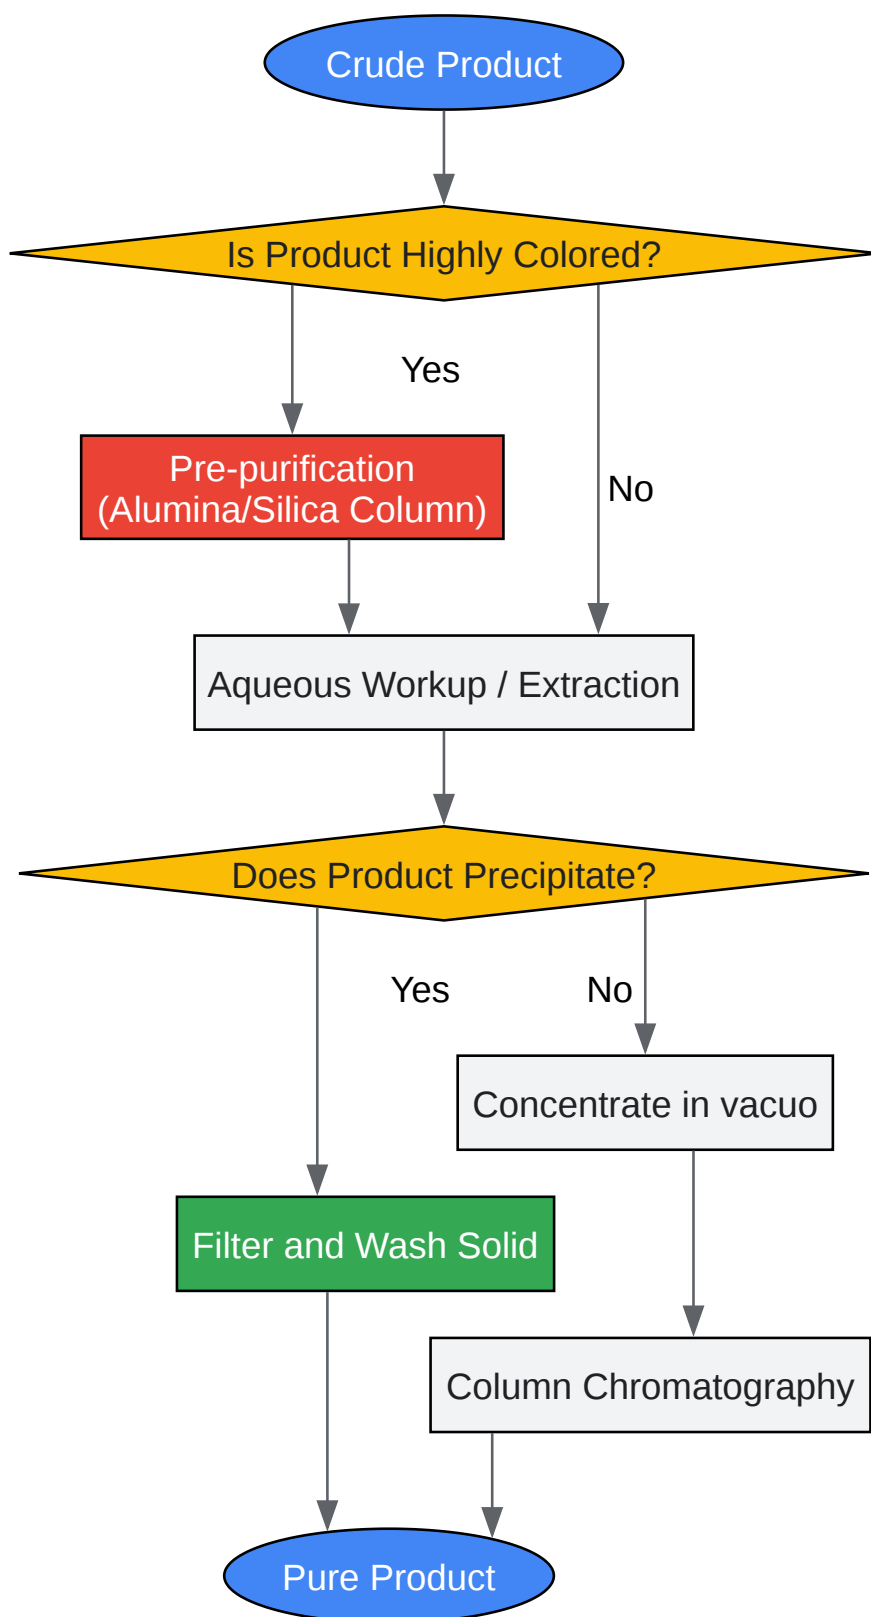 Crude Product
Is Product Highly Colored?
Yes
Pre-purification
(Alumina/Silica Column)
No
Aqueous Workup / Extraction
Does Product Precipitate?
Yes
No
Concentrate in vacuo
Filter and Wash Solid
Column Chromatography
Pure Product